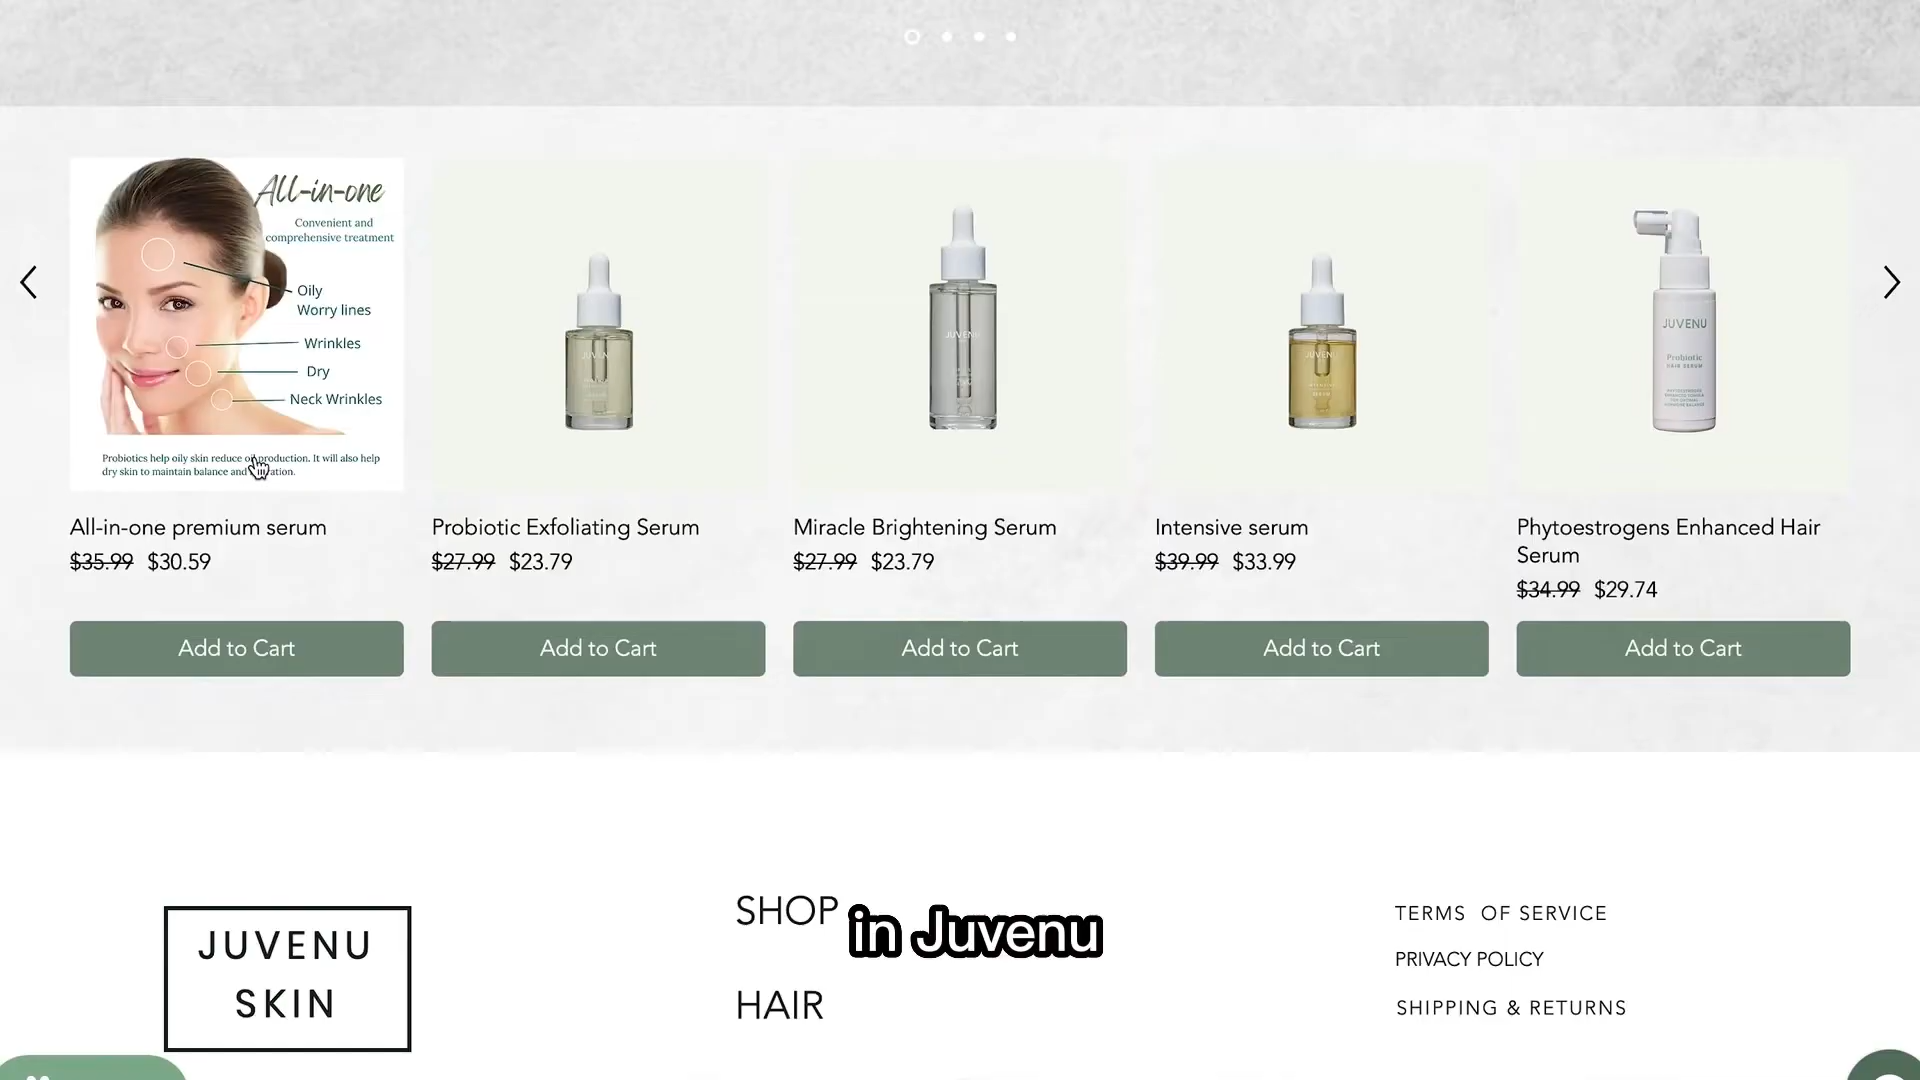 All-in-one
Convenient and
comprehensive treatment
Oily
Worry lines
Wrinkles
Dry
Neck Wrinkles
Probiotics help oily skin reduce oil production. It will also help
dry skin to maintain balance and
JUVENU
JUVENU
JUVENU
SERUM
JUVENU
Probiotic
HAIR SERUM
All-in-one premium serum
$35.99 $30.59
Probiotic Exfoliating Serum
$27.99 $23.79
Miracle Brightening Serum
$27.99 $23.79
Intensive serum
$39.99 $33.99
Phytoestrogens Enhanced Hair
Serum
$34.99 $29.74
Add to Cart
Add to Cart
Add to Cart
Add to Cart
Add to Cart
JUVENU
SKIN
SHOP
HAIR
in Juvenu
TERMS OF SERVICE
PRIVACY POLICY
SHIPPING & RETURNS